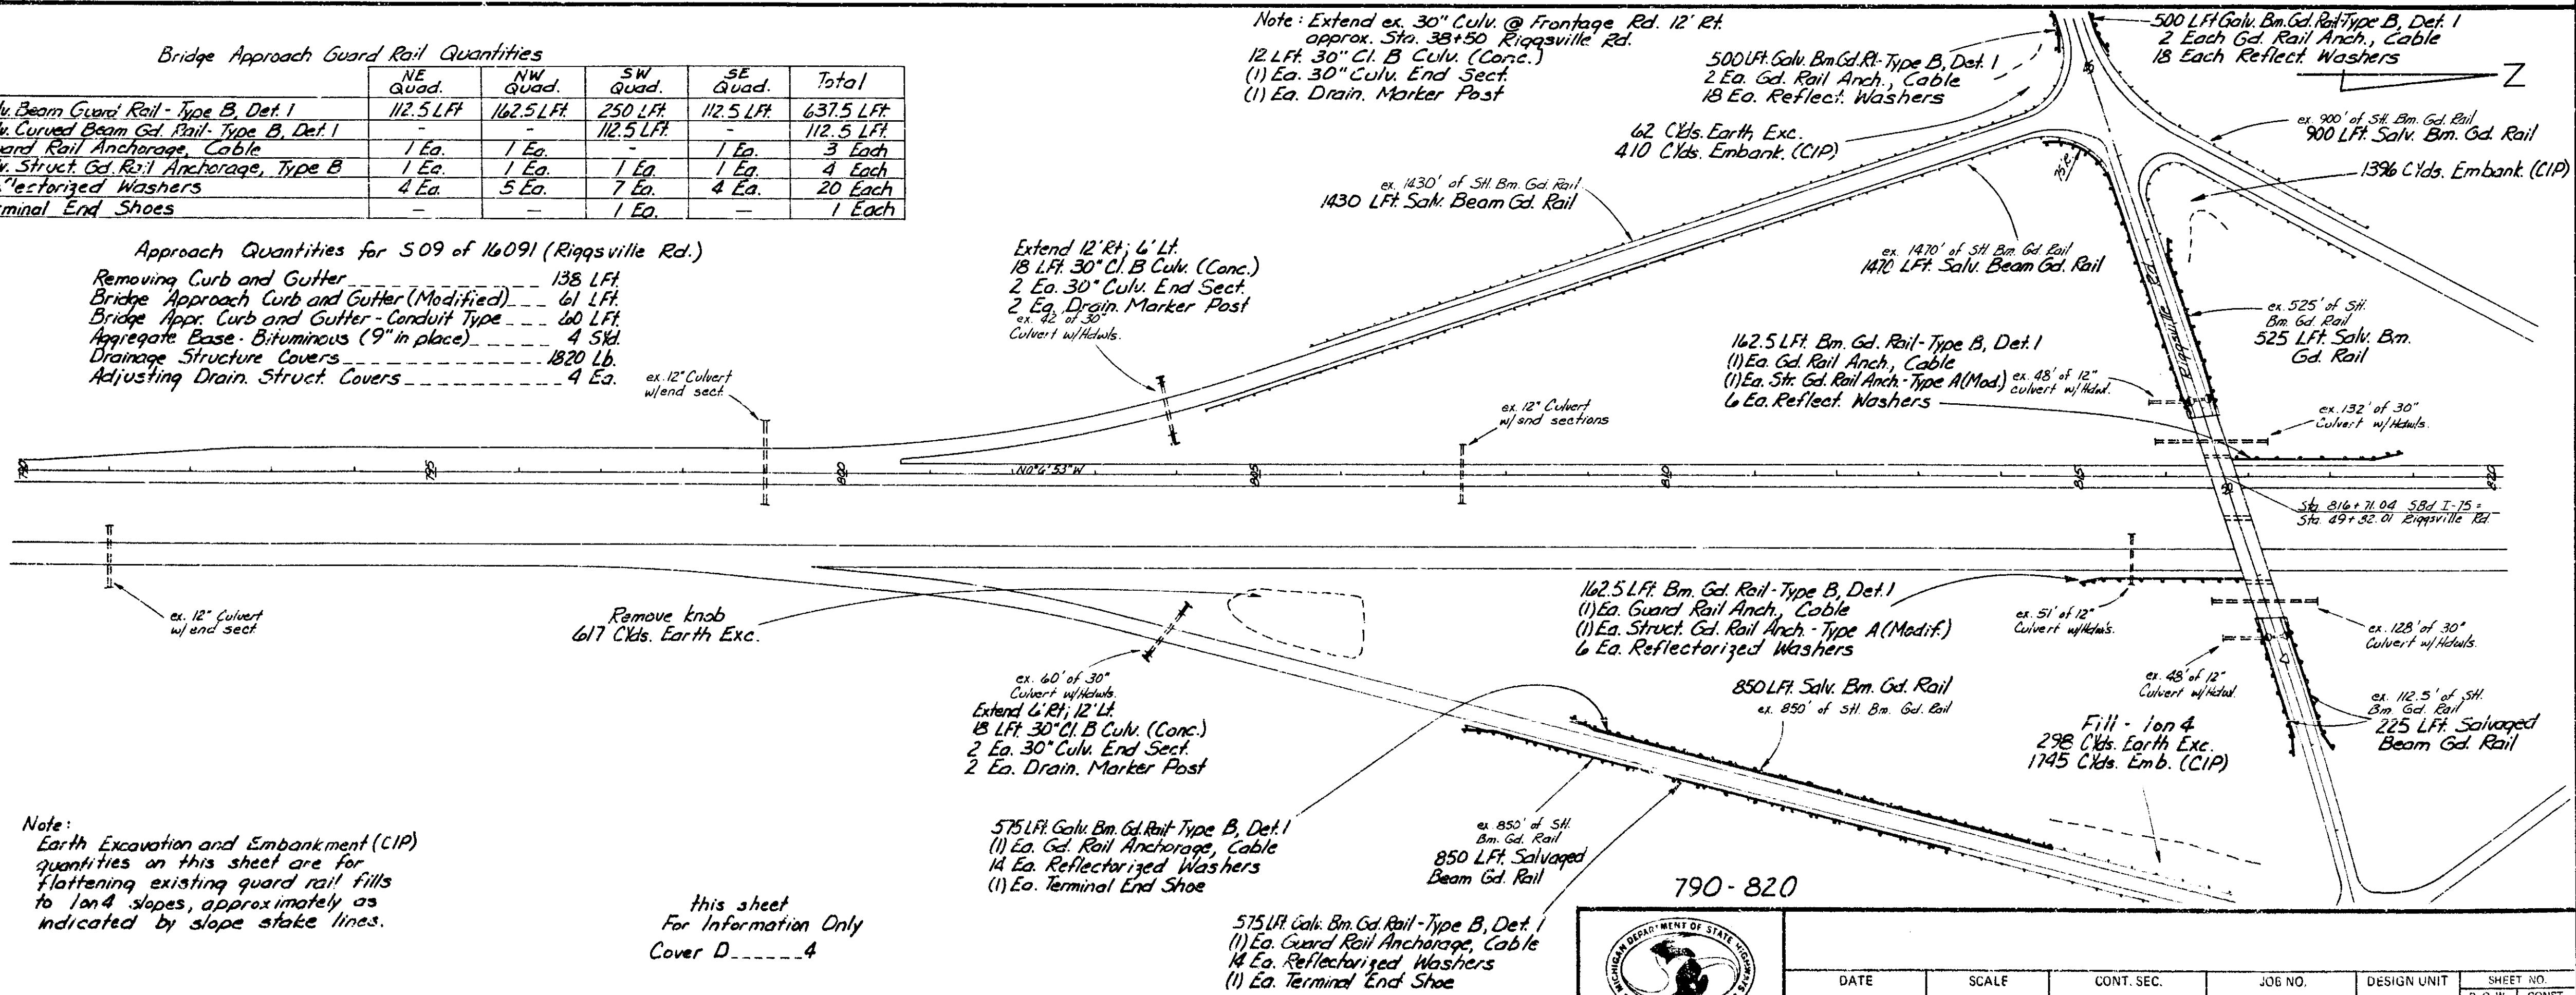 Bridge Approach Guard Rail Quantities
NE Quad. NW Quad. SW Quad. SE Quad. Total
v. Beam Guard Rail - Type B, Det. 1 112.5 LFt 162.5 LFt. 250 LFt. 112.5 LFt. 637.5 LFt.
v. Curved Beam Gd. Rail - Type B, Det. 1 - - 112.5 LFt. - 112.5 LFt.
ard Rail Anchorage, Cable 1 Ea. 1 Ea. - 1 Ea. 3 Each
v. Struct. Gd. Rail Anchorage, Type B 1 Ea. 1 Ea. 1 Ea. 1 Ea. 4 Each
lectorized Washers 4 Ea. 5 Ea. 7 Ea. 4 Ea. 20 Each
rminal End Shoes - - 1 Ea. - 1 Each
Approach Quantities for S09 of 16091 (Riggsville Rd.)
Removing Curb and Gutter 138 LFt.
Bridge Approach Curb and Gutter (Modified) 61 LFt.
Bridge Appr. Curb and Gutter - Conduit Type 60 LFt.
Aggregate Base - Bituminous (9" in place) 4 SYd.
Drainage Structure Covers 1820 Lb.
Adjusting Drain. Struct. Covers 4 Ea.
Note: Extend ex. 30" Culv. @ Frontage Rd. 12' Rt.
approx. Sta. 38+50 Riggsville Rd.
12 LFt. 30" Cl. B Culv. (Conc.)
(1) Ea. 30" Culv. End Sect.
(1) Ea. Drain. Marker Post
500 LFt. Galv. Bm Gd. Rl.-Type B, Det. 1
2 Ea. Gd. Rail Anch., Cable
18 Ea. Reflect. Washers
500 LFt Galv. Bm. Gd. Rail-Type B, Det. 1
2 Each Gd. Rail Anch., Cable
18 Each Reflect. Washers
Z
62 CYds. Earth Exc.
410 CYds. Embank. (CIP)
ex. 900' of Stl. Bm. Gd. Rail
900 LFt. Salv. Bm. Gd. Rail
1396 CYds. Embank. (CIP)
75' R.
ex. 1430' of Stl. Bm. Gd. Rail
1430 LFt. Salv. Beam Gd. Rail
ex. 1470' of Stl. Bm. Gd. Rail
1470 LFt. Salv. Beam Gd. Rail
Riggsville Rd.
ex. 525' of Stl.
Bm. Gd. Rail
525 LFt. Salv. Bm.
Gd. Rail
Extend 12' Rt; 6' Lt.
18 LFt. 30" Cl. B Culv. (Conc.)
2 Ea. 30" Culv. End Sect.
2 Ea. Drain. Marker Post
ex. 42' of 30"
Culvert w/Hdwls.
162.5 LFt. Bm. Gd. Rail-Type B, Det. 1
(1) Ea. Gd. Rail Anch., Cable
(1) Ea. Str. Gd. Rail Anch.-Type A (Mod.)
6 Ea. Reflect. Washers
ex. 48' of 12"
culvert w/Hdwl.
ex. 132' of 30"
Culvert w/Hdwls.
ex. 12" Culvert
w/end sect.
ex. 12" Culvert
w/end sections
790 795 800 805 810 815 820
N0°6'53"W
Sta. 816+71.04 SBd I-75 =
Sta. 49+32.01 Riggsville Rd.
ex. 12" Culvert
w/end sect.
Remove knob
617 CYds. Earth Exc.
162.5 LFt. Bm. Gd. Rail-Type B, Det. 1
(1) Ea. Guard Rail Anch., Cable
(1) Ea. Struct. Gd. Rail Anch. - Type A (Modif.)
6 Ea. Reflectorized Washers
ex. 51' of 12"
Culvert w/Hdwls.
ex. 128' of 30"
Culvert w/Hdwls.
ex. 48' of 12"
Culvert w/Hdwl.
ex. 60' of 30"
Culvert w/Hdwls.
Extend 6' Rt; 12' Lt.
18 LFt. 30" Cl. B Culv. (Conc.)
2 Ea. 30" Culv. End Sect.
2 Ea. Drain. Marker Post
850 LFt. Salv. Bm. Gd. Rail
ex. 850' of Stl. Bm. Gd. Rail
ex. 112.5' of Stl.
Bm. Gd. Rail
225 LFt. Salvaged
Beam Gd. Rail
Fill - 1 on 4
298 CYds. Earth Exc.
1745 CYds. Emb. (CIP)
Note:
Earth Excavation and Embankment (CIP)
quantities on this sheet are for
flattening existing guard rail fills
to 1 on 4 slopes, approximately as
indicated by slope stake lines.
575 LFt. Galv. Bm. Gd. Rail-Type B, Det. 1
(1) Ea. Gd. Rail Anchorage, Cable
14 Ea. Reflectorized Washers
(1) Ea. Terminal End Shoe
ex. 850' of Stl.
Bm. Gd. Rail
850 LFt. Salvaged
Beam Gd. Rail
this sheet
For Information Only
Cover D 4
575 LFt. Galv. Bm. Gd. Rail-Type B, Det. 1
(1) Ea. Guard Rail Anchorage, Cable
14 Ea. Reflectorized Washers
(1) Ea. Terminal End Shoe
790 - 820
MICHIGAN DEPARTMENT OF STATE HIGHWAYS
DATE SCALE CONT. SEC. JOB NO. DESIGN UNIT SHEET NO.
R.O.W. CONST.